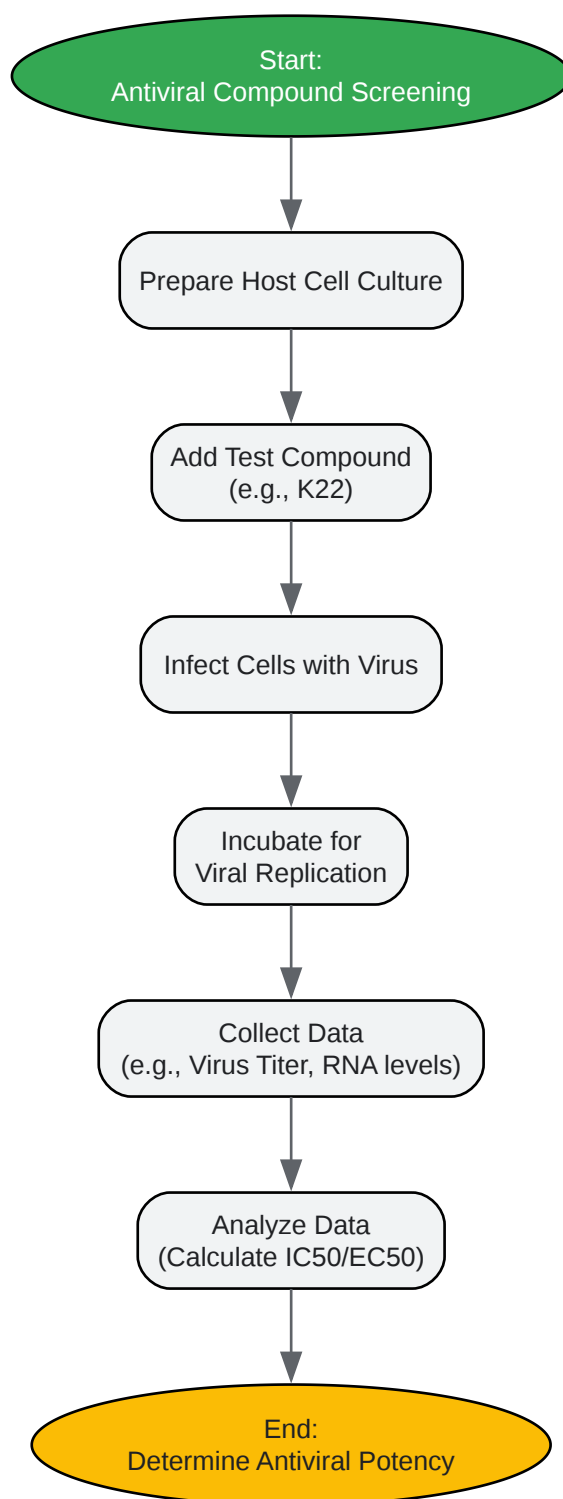 Start:
Antiviral Compound Screening
Prepare Host Cell Culture
Add Test Compound
(e.g., K22)
Infect Cells with Virus
Incubate for
Viral Replication
Collect Data
(e.g., Virus Titer, RNA levels)
Analyze Data
(Calculate IC50/EC50)
End:
Determine Antiviral Potency